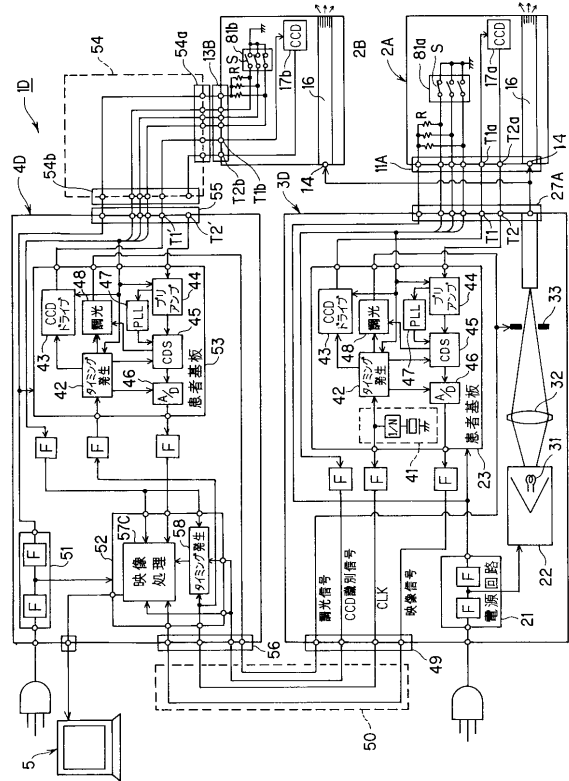 1D
54
54a
13B
R S
81b
CCD
17b
16
2B
T2b
T1b
14
54b
55
4D
T1'
T2'
CCD
ドライブ
43
48
調光
47
PLL
プリ
アンプ
44
42
タイミング発生
CDS
45
46
A/D
患者基板
53
F
F
F
51
F
F
52
57C
映像
処理
58
タイミング発生
56
5
50
2A
81a
S
R
CCD
17a
16
11A
T1a
T2a
14
27A
3D
T1
T2
CCD
ドライブ
43
48
調光
47
PLL
プリ
アンプ
44
42
タイミング発生
CDS
45
46
A/D
1/N
41
患者基板
23
33
32
31
22
F
F
F
調光信号
CCD識別信号
CLK
映像信号
49
F
F
電源回路
21